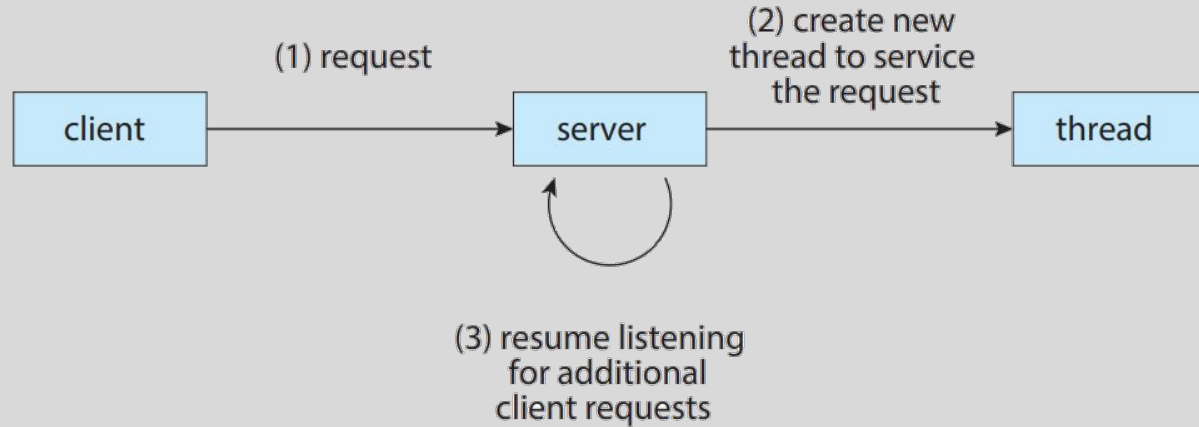 (1) request
(2) create new
thread to service
the request
client
server
thread
(3) resume listening
for additional
client requests